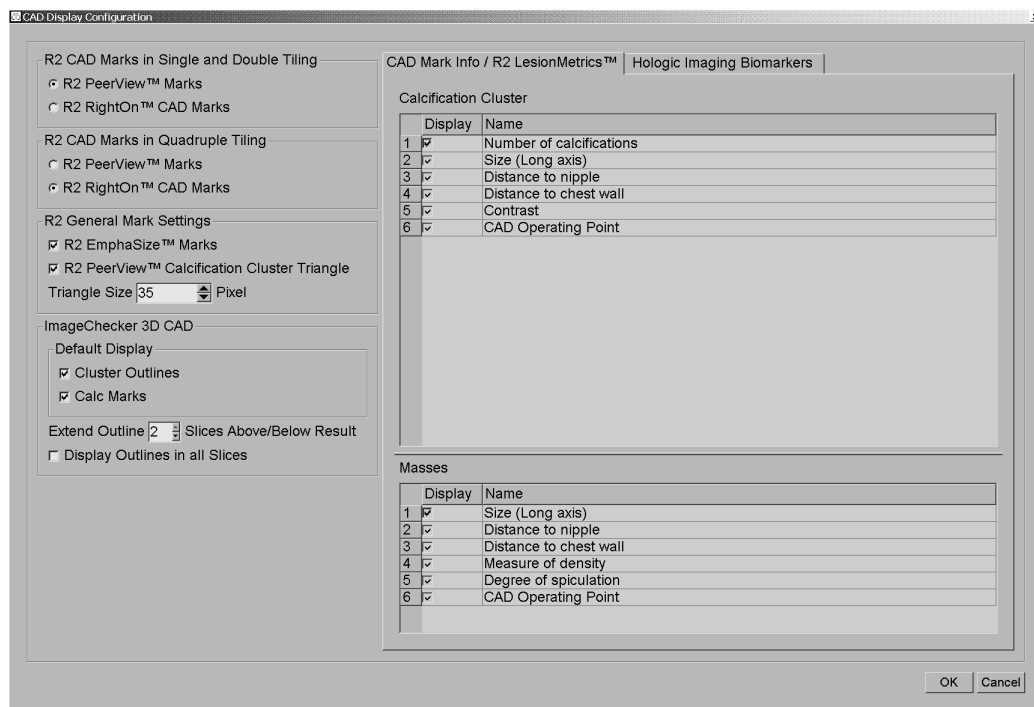 CAD Display Configuration
R2 CAD Marks in Single and Double Tiling
R2 PeerView™ Marks
R2 RightOn™ CAD Marks
R2 CAD Marks in Quadruple Tiling
R2 PeerView™ Marks
R2 RightOn™ CAD Marks
R2 General Mark Settings
R2 EmphaSize™ Marks
R2 PeerView™ Calcification Cluster Triangle
Triangle Size 35 Pixel
ImageChecker 3D CAD
Default Display
Cluster Outlines
Calc Marks
Extend Outline 2 Slices Above/Below Result
Display Outlines in all Slices
CAD Mark Info / R2 LesionMetrics™ Hologic Imaging Biomarkers
Calcification Cluster
Display Name
1 Number of calcifications
2 Size (Long axis)
3 Distance to nipple
4 Distance to chest wall
5 Contrast
6 CAD Operating Point
Masses
Display Name
1 Size (Long axis)
2 Distance to nipple
3 Distance to chest wall
4 Measure of density
5 Degree of spiculation
6 CAD Operating Point
OK Cancel